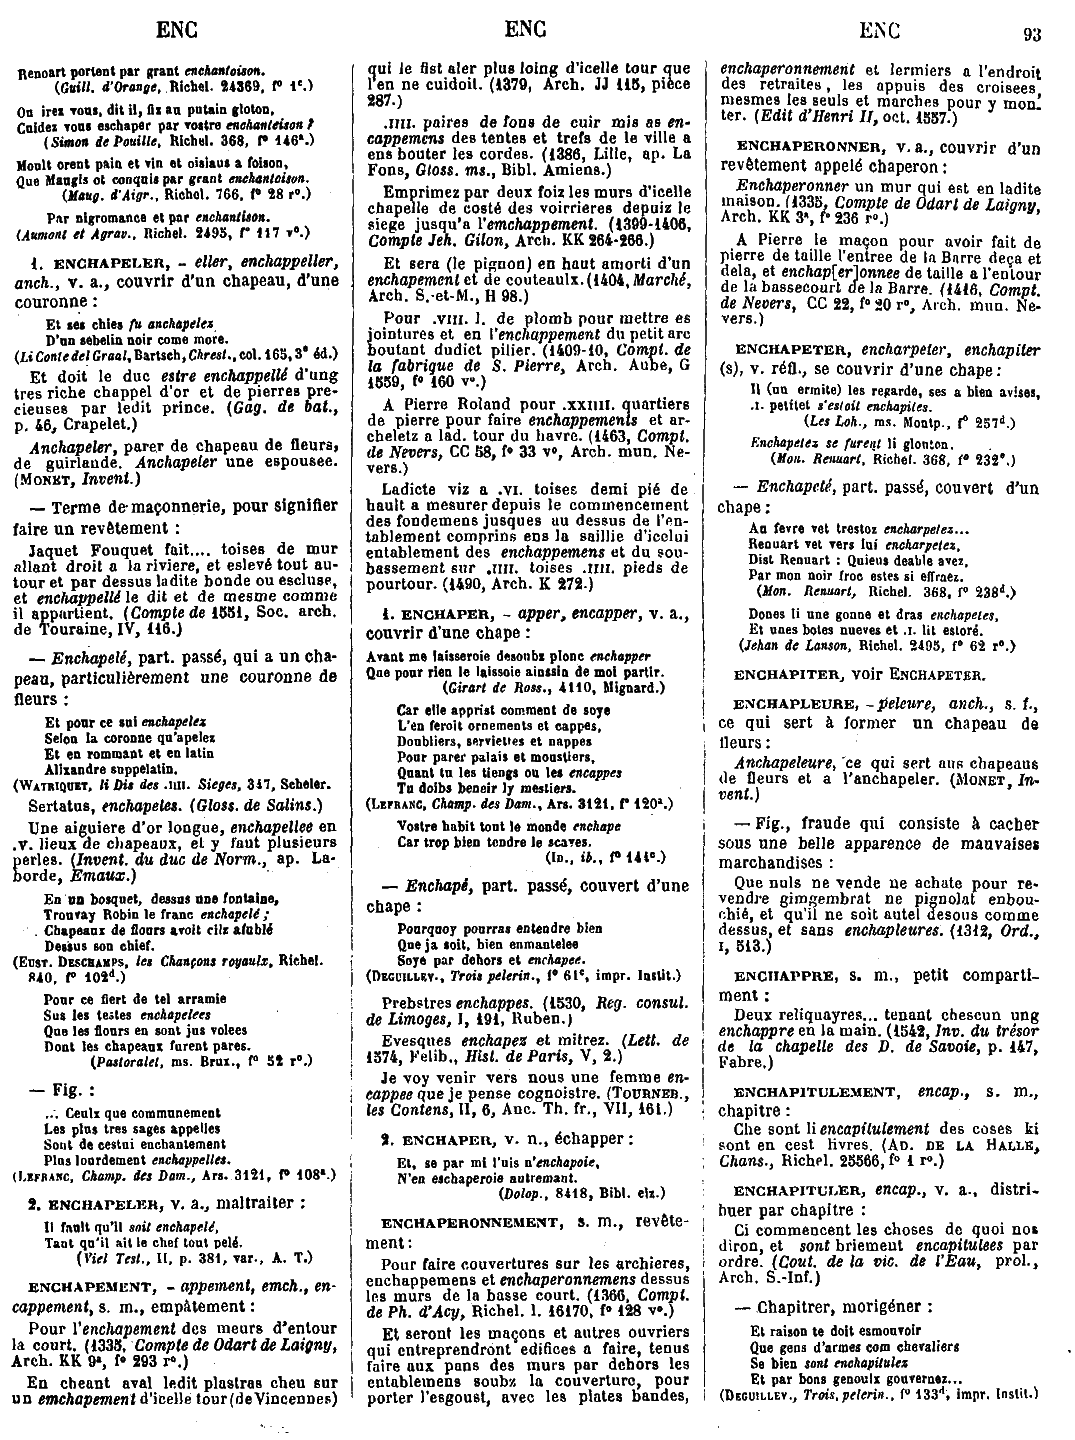 ENC
ENC
ENC
93
Renoart portent par grant enchantoison.
(Guill. d'Orange, Richel. 24369, f° 1c.)
Ou irez vous, dit il, fix au putain gloton,
Cuidez vous eschaper par vostre enchanteison?
(Simon de Pouille, Richel. 368, f° 146a.)
Moult orent pain et vin et oisiaus a foison,
Que Maugis ot conquis par grant enchantoison.
(Maug. d'Aigr., Richel. 766, f° 28 r°.)
Par nigromance et par enchantison.
(Aumont et Agrav., Richel. 2495, f° 117 v°.)
1. ENCHAPELER, - eller, enchappeller,
anch., v. a., couvrir d'un chapeau, d'une
couronne :
Et ses chies fu anchapelez
D'un sebelin noir come more.
(Li Conte del Graal, Bartsch, Chrest., col. 165, 3e éd.)
Et doit le duc estre enchappellé d'ung
tres riche chappel d'or et de pierres pre-
cieuses par ledit prince. (Gag. de bat.,
p. 46, Crapelet.)
Anchapeler, parer de chapeau de fleurs,
de guirlande. Anchapeler une espousee.
(MONET, Invent.)
— Terme de maçonnerie, pour signifier
faire un revêtement :
Jaquet Fouquet fait.... toises de mur
allant droit a la riviere, et eslevé tout au-
tour et par dessus ladite bonde ou escluse,
et enchappellé le dit et de mesme comme
il appartient. (Compte de 1551, Soc. arch.
de Touraine, IV, 116.)
— Enchapelé, part. passé, qui a un cha-
peau, particulièrement une couronne de
fleurs :
Et pour ce sui enchapelez
Selon la coronne qu'apelez
Et en rommant et en latin
Alixandre suppelatin.
(WATRIQUET, li Dis des .IIII. Sieges, 347, Scheler.
Sertatus, enchapetes. (Gloss. de Salins.)
Une aiguiere d'or longue, enchapellee en
.V. lieux de chapeaux, et y faut plusieurs
perles. (Invent. du duc de Norm., ap. La-
borde, Emaux.)
En un bosquet, dessus une fontaine,
Trouvay Robin le franc enchapelé;
Chapeaux de flours avoit cilz afublé
Dessus son chief.
(EUST. DESCHAMPS, les Chançons royaulx, Richel.
840, f° 102d.)
Pour ce fiert de tel arramie
Sus les testes enchapelees
Que les flours en sont jus volees
Dont les chapeaux furent pares.
(Pastoralet, ms. Brux., f° 52 r°.)
— Fig. :
... Ceulx que communement
Les plus tres sages appelles
Sont de cestui enchantement
Plus lourdement enchappelles.
(LEFRANC, Champ. des Dam., Ars. 3121, f° 108a.)
2. ENCHAPELER, v. a., maltraiter :
Il fault qu'il soit enchapelé,
Tant qu'il ait le chef tout pelé.
(Viel Test., II, p. 381, var., A. T.)
ENCHAPEMENT, - appement, emch., en-
cappement, s. m., empâtement :
Pour l'enchapement des meurs d'entour
la court. (1335, Compte de Odart de Laigny,
Arch. KK 9a, f° 293 r°.)
En cheant aval ledit plastras cheu sur
un emchapement d'icelle tour (de Vincennes)
qui le fist aler plus loing d'icelle tour que
l'en ne cuidoit. (1379, Arch. JJ 115, pièce
287.)
.IIII. paires de fons de cuir mis as en-
cappemens des tentes et trefs de le ville a
ens bouter les cordes. (1386, Lille, ap. La
Fons, Gloss. ms., Bibl. Amiens.)
Emprimez par deux foiz les murs d'icelle
chapelle de costé des voirrieres depuiz le
siege jusqu'a l'emchappement. (1399-1406,
Compte Jeh. Gilon, Arch. KK 264-266.)
Et sera (le pignon) en haut amorti d'un
enchapement et de couteaulx. (1404, Marché,
Arch. S.-et-M., H 98.)
Pour .VIII. l. de plomb pour mettre es
jointures et en l'enchappement du petit arc
boutant dudict pilier. (1409-10, Compt. de
la fabrique de S. Pierre, Arch. Aube, G
1559, f° 160 v°.)
A Pierre Roland pour .XXIIII. quartiers
de pierre pour faire enchappements et ar-
cheletz a lad. tour du havre. (1463, Compt.
de Nevers, CC 58, f° 33 v°, Arch. mun. Ne-
vers.)
Ladicte viz a .VI. toises demi pié de
hault a mesurer depuis le commencement
des fondemens jusques au dessus de l'en-
tablement comprins ens la saillie d'icelui
entablement des enchappemens et du sou-
bassement sur .IIII. toises .IIII. pieds de
pourtour. (1490, Arch. K 272.)
1. ENCHAPER, - apper, encapper, v. a.,
couvrir d'une chape :
Avant me laisseroie desoubz plonc enchapper
Que pour rien le laissoie ainssin de moi partir.
(Girart de Ross., 4110, Mignard.)
Car elle apprist comment de soye
L'en feroit ornements et cappes,
Doubliers, serviettes et nappes
Pour parer palais et moustiers,
Quant tu les tiengs ou les encappes
Tu doibs beneir ly mestiers.
(LEFRANC, Champ. des Dam., Ars. 3121, f° 120a.)
Vostre habit tout le monde enchape
Car trop bien tendre le scaves.
(ID., ib., f° 144c.)
— Enchapé, part. passé, couvert d'une
chape :
Pourquoy pourras entendre bien
Que ja soit, bien enmantelee
Soye par dehors et enchapee.
(DEGUILLEV., Trois pelerin., f° 61c, impr. Instit.)
Prebstres enchappes. (1530, Reg. consul.
de Limoges, I, 191, Ruben.)
Evesques enchapez et mitrez. (Lett. de
1374, Felib., Hist. de Paris, V, 2.)
Je voy venir vers nous une femme en-
cappee que je pense cognoistre. (TOURNEB.,
les Contens, II, 6, Anc. Th. fr., VII, 161.)
2. ENCHAPER, v. n., échapper :
Et, se par mi l'uis n'enchapoie,
N'en eschaperoie autremant.
(Dolop., 8418, Bibl. elz.)
ENCHAPERONNEMENT, s. m., revête-
ment :
Pour faire couvertures sur les archieres,
enchappemens et enchaperonnemens dessus
les murs de la basse court. (1366, Compt.
de Ph. d'Acy, Richel. l. 16170, f° 128 v°.)
Et seront les maçons et autres ouvriers
qui entreprendront edifices a faire, tenus
faire aux pans des murs par dehors les
entablemens soubz la couverture, pour
porter l'esgoust, avec les plates bandes,
enchaperonnement et lermiers a l'endroit
des retraites, les appuis des croisees,
mesmes les seuls et marches pour y mon-
ter. (Edit d'Henri II, oct. 1557.)
ENCHAPERONNER, v. a., couvrir d'un
revêtement appelé chaperon :
Enchaperonner un mur qui est en ladite
maison. (1335, Compte de Odart de Laigny,
Arch. KK 3a, f° 236 r°.)
A Pierre le maçon pour avoir fait de
pierre de taille l'entree de la Barre deça et
dela, et enchap[er]onnee de taille a l'entour
de la bassecourt de la Barre. (1416, Compt.
de Nevers, CC 22, f° 20 r°, Arch. mun. Ne-
vers.)
ENCHAPETER, encharpeter, enchapiter
(s), v. réfl., se couvrir d'une chape :
Il (un ermite) les regarde, ses a bien avises,
.I. petitet s'estoit enchapites.
(Les Loh., ms. Montp., f° 257d.)
Enchapetez se furent li glouton.
(Mon. Renuart, Richel. 368, f° 232e.)
— Enchapeté, part. passé, couvert d'un
chape :
Au fevre vet trestoz encharpetez...
Renuart vet vers lui encharpetez,
Dist Renuart : Quieus deable avez,
Par mon noir froc estes si effraez.
(Mon. Renuart, Richel. 368, f° 238d.)
Dones li une gonne et dras enchapetes,
Et unes botes nueves et .I. lit estoré.
(Jehan de Lanson, Richel. 2495, f° 62 r°.)
ENCHAPITER, voir ENCHAPETER.
ENCHAPLEURE, - peleure, anch., s. f.,
ce qui sert à former un chapeau de
fleurs :
Anchapeleure, ce qui sert aus chapeaus
de fleurs et a l'anchapeler. (MONET, In-
vent.)
— Fig., fraude qui consiste à cacher
sous une belle apparence de mauvaises
marchandises :
Que nuls ne vende ne achate pour re-
vendre gimgembrat ne pignolat enbou-
chié, et qu'il ne soit autel desous comme
dessus, et sans enchapleures. (1312, Ord.,
I, 513.)
ENCHAPPRE, s. m., petit comparti-
ment :
Deux reliquayres... tenant chescun ung
enchappre en la main. (1542, Inv. du trésor
de la chapelle des D. de Savoie, p. 147,
Fabre.)
ENCHAPITULEMENT, encap., s. m.,
chapitre :
Che sont li encapitulement des coses ki
sont en cest livres. (AD. DE LA HALLE,
Chans., Richel. 25566, f° 1 r°.)
ENCHAPITULER, encap., v. a., distri-
buer par chapitre :
Ci commencent les choses de quoi nos
diron, et sont briement encapitulees par
ordre. (Cout. de la vic. de l'Eau, prol.,
Arch. S.-Inf.)
— Chapitrer, morigéner :
Et raison te doit esmouvoir
Que gens d'armes com chevaliers
Se bien sont enchapitulez
Et par bons genoulx gouvernez...
(DEGUILLEV., Trois pelerin., f° 133d, impr. Instit.)